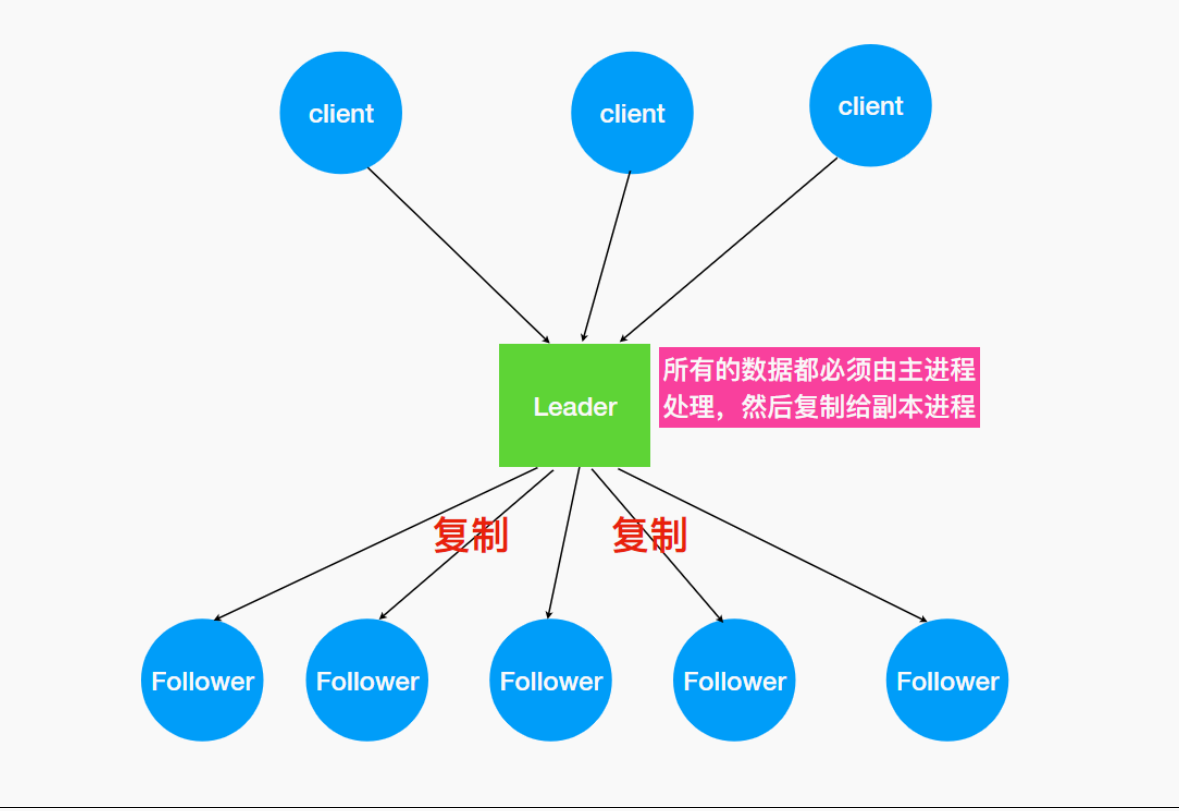 client
client
client
Leader
所有的数据都必须由主进程
处理，然后复制给副本进程
复制
复制
Follower
Follower
Follower
Follower
Follower